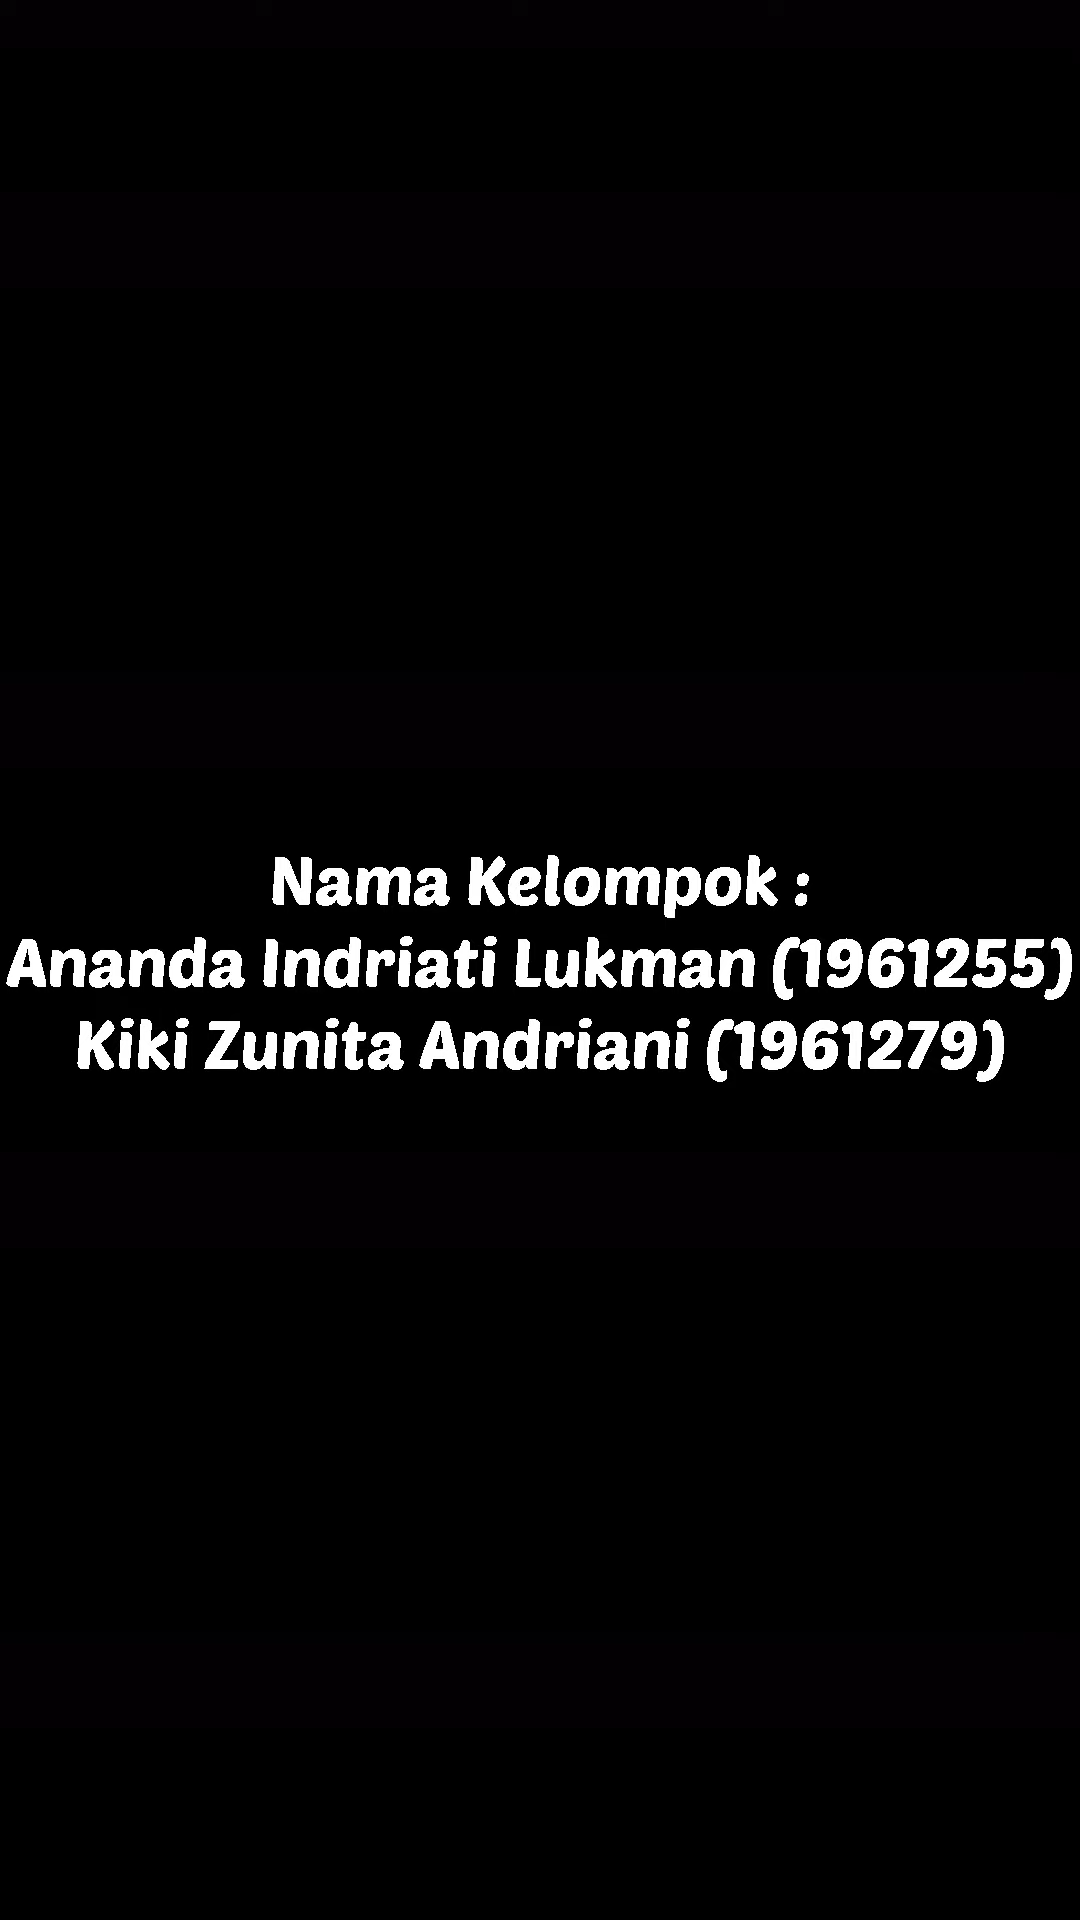 Nama Kelompok :
Ananda Indriati Lukman (1961255)
Kiki Zunita Andriani (1961279)